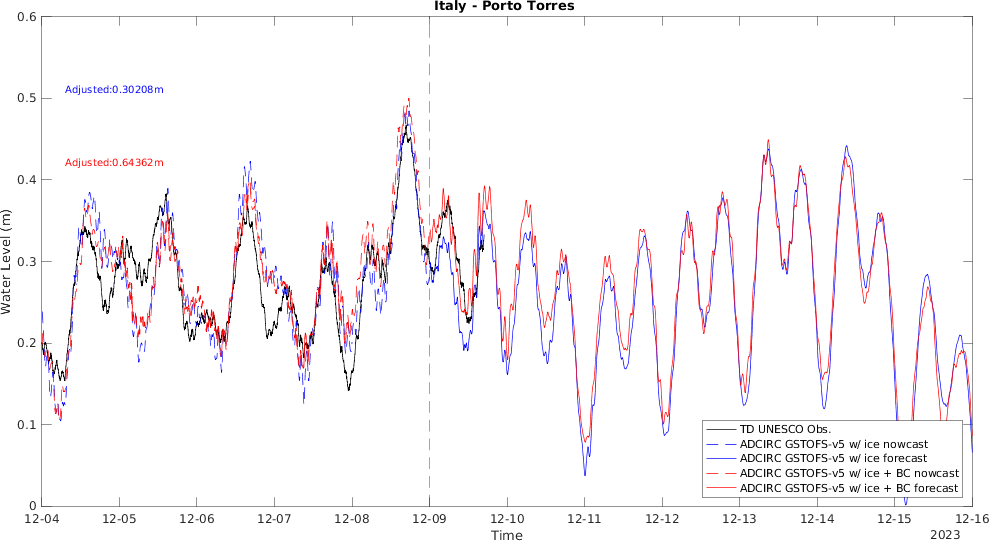 Italy - Porto Torres
Water Level (m)
0.6
0.5
0.4
0.3
0.2
0.1
0
Adjusted:0.30208m
Adjusted:0.64362m
TD UNESCO Obs.
ADCIRC GSTOFS-v5 w/ ice nowcast
ADCIRC GSTOFS-v5 w/ ice forecast
ADCIRC GSTOFS-v5 w/ ice + BC nowcast
ADCIRC GSTOFS-v5 w/ ice + BC forecast
12-04 12-05 12-06 12-07 12-08 12-09 12-10 12-11 12-12 12-13 12-14 12-15 12-16
Time
2023